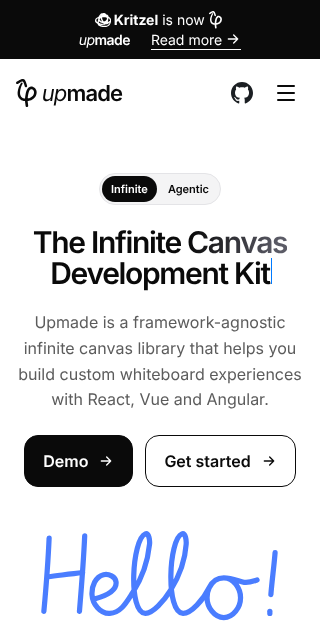 Kritzel is now
upmade Read more →
upmade
Infinite Agentic
The Infinite Canvas
Development Kit
Upmade is a framework-agnostic
infinite canvas library that helps you
build custom whiteboard experiences
with React, Vue and Angular.
Demo → Get started →
Hello!